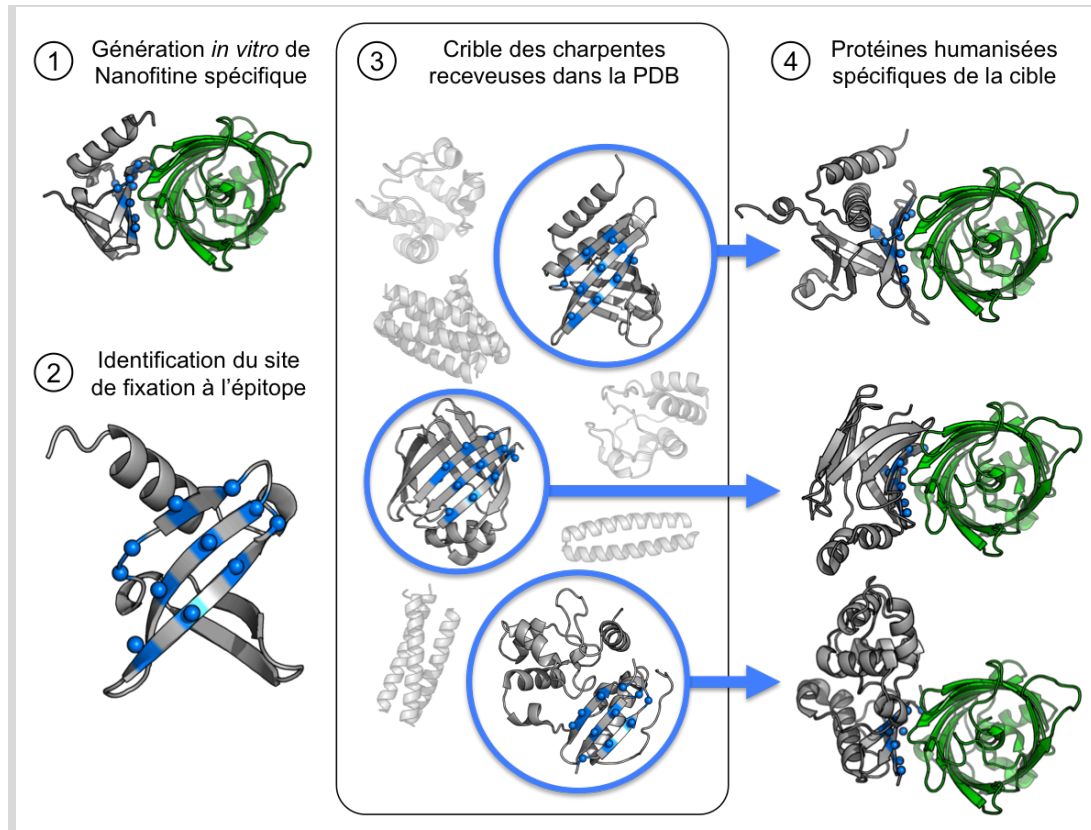 1
Génération in vitro de
Nanofitine spécifique
2
Identification du site
de fixation à l'épitope
3
Crible des charpentes
receveuses dans la PDB
4
Protéines humanisées
spécifiques de la cible